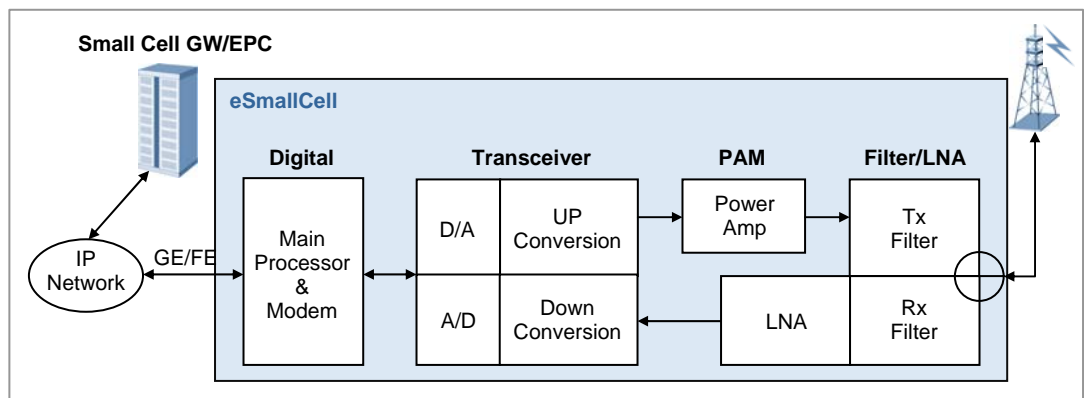 Small Cell GW/EPC
eSmallCell
Digital
Transceiver
PAM
Filter/LNA
IP
Network
GE/FE
Main
Processor
&
Modem
D/A
UP
Conversion
A/D
Down
Conversion
Power
Amp
Tx
Filter
LNA
Rx
Filter